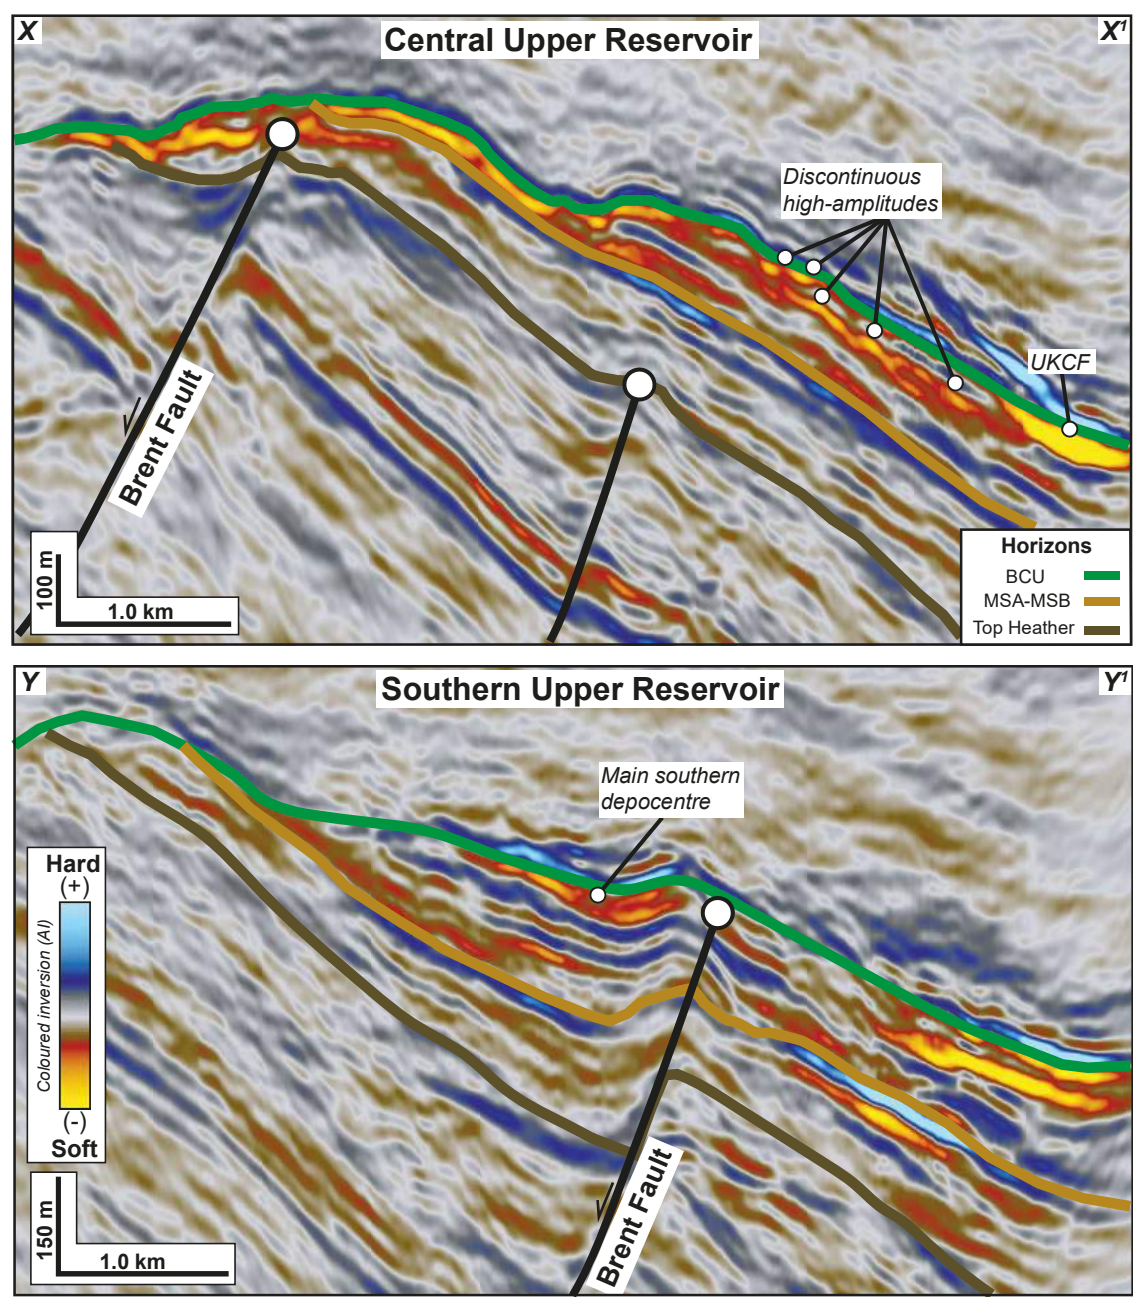 X
Central Upper Reservoir
X¹
Discontinuous
high-amplitudes
UKCF
Brent Fault
100 m
1.0 km
Horizons
BCU
MSA-MSB
Top Heather
Y
Southern Upper Reservoir
Y¹
Main southern
depocentre
Hard
(+)
Coloured inversion (AI)
(-)
Soft
Brent Fault
150 m
1.0 km